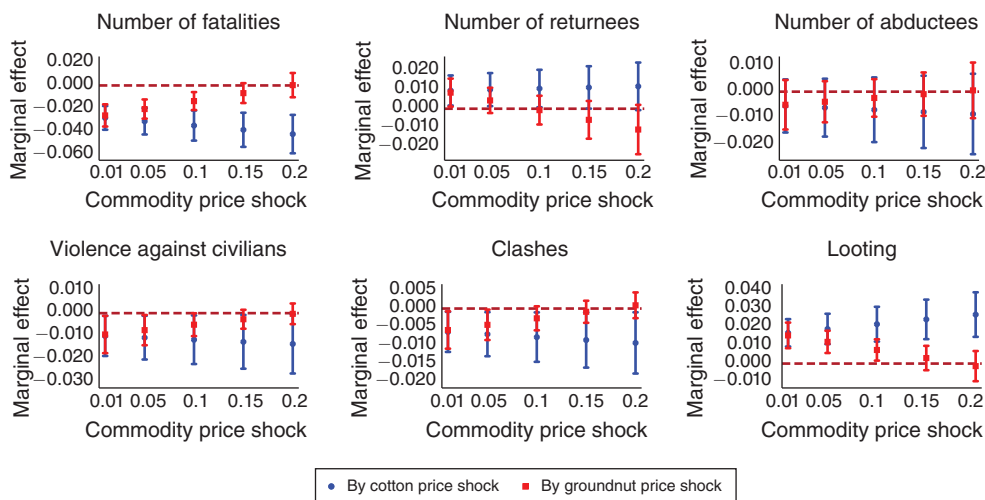 Number of fatalities
Marginal effect
0.020
0.000
−0.020
−0.040
−0.060
0.01 0.05 0.1 0.15 0.2
Commodity price shock
Number of returnees
Marginal effect
0.020
0.010
0.000
−0.010
−0.020
0.01 0.05 0.1 0.15 0.2
Commodity price shock
Number of abductees
Marginal effect
0.010
0.000
−0.010
−0.020
0.01 0.05 0.1 0.15 0.2
Commodity price shock
Violence against civilians
Marginal effect
0.010
0.000
−0.010
−0.020
−0.030
0.01 0.05 0.1 0.15 0.2
Commodity price shock
Clashes
Marginal effect
0.005
0.000
−0.005
−0.010
−0.015
−0.020
0.01 0.05 0.1 0.15 0.2
Commodity price shock
Looting
Marginal effect
0.040
0.030
0.020
0.010
0.000
−0.010
0.01 0.05 0.1 0.15 0.2
Commodity price shock
By cotton price shock By groundnut price shock